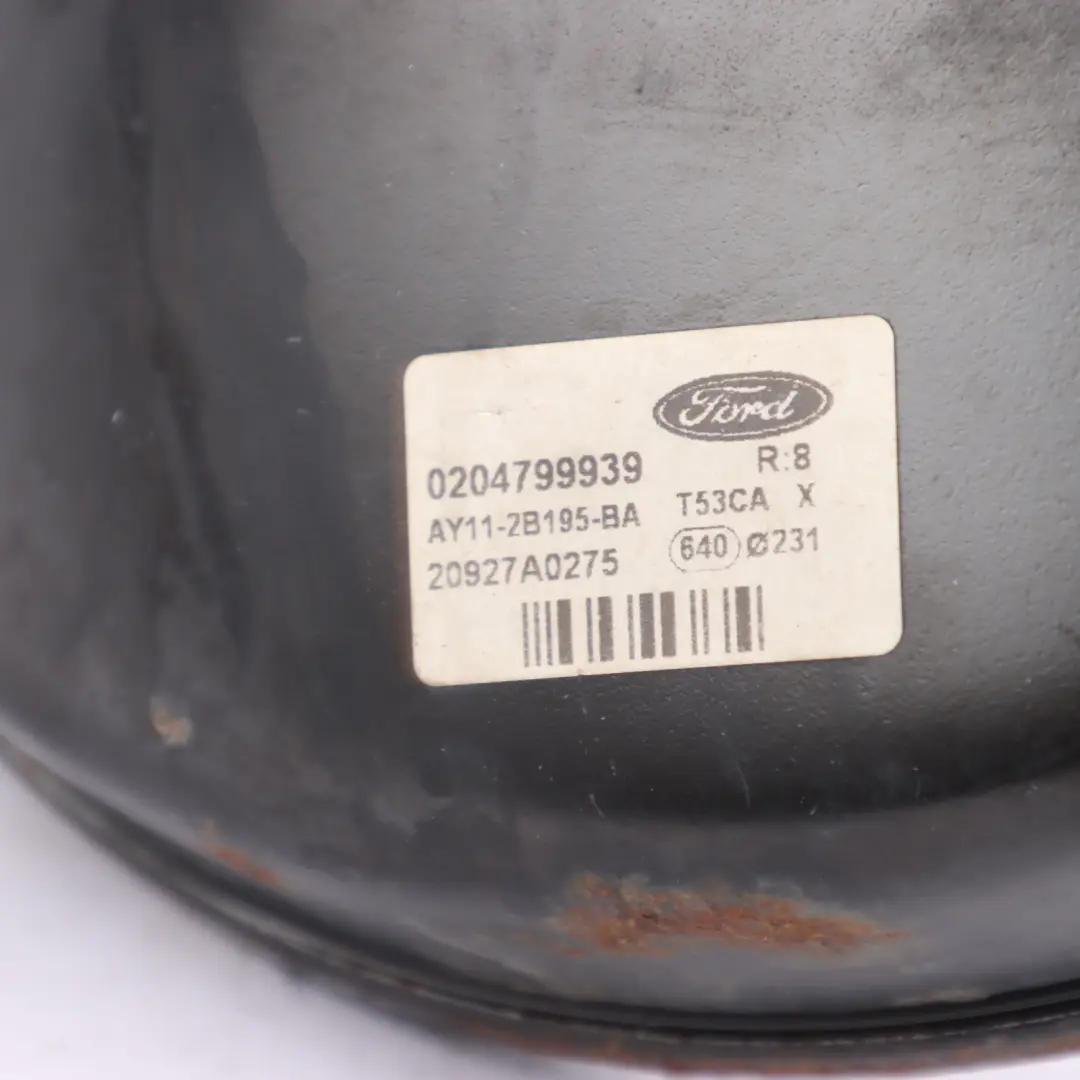 Ford
0204799939 R:8
AY11-2B195-BA T53CA X
20927A0275 640 Ø231